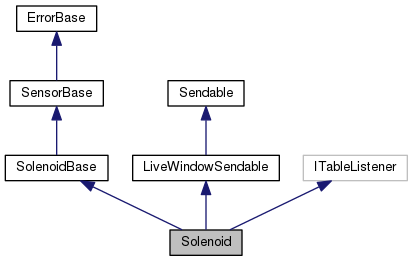 ErrorBase
SensorBase
Sendable
SolenoidBase
LiveWindowSendable
ITableListener
Solenoid